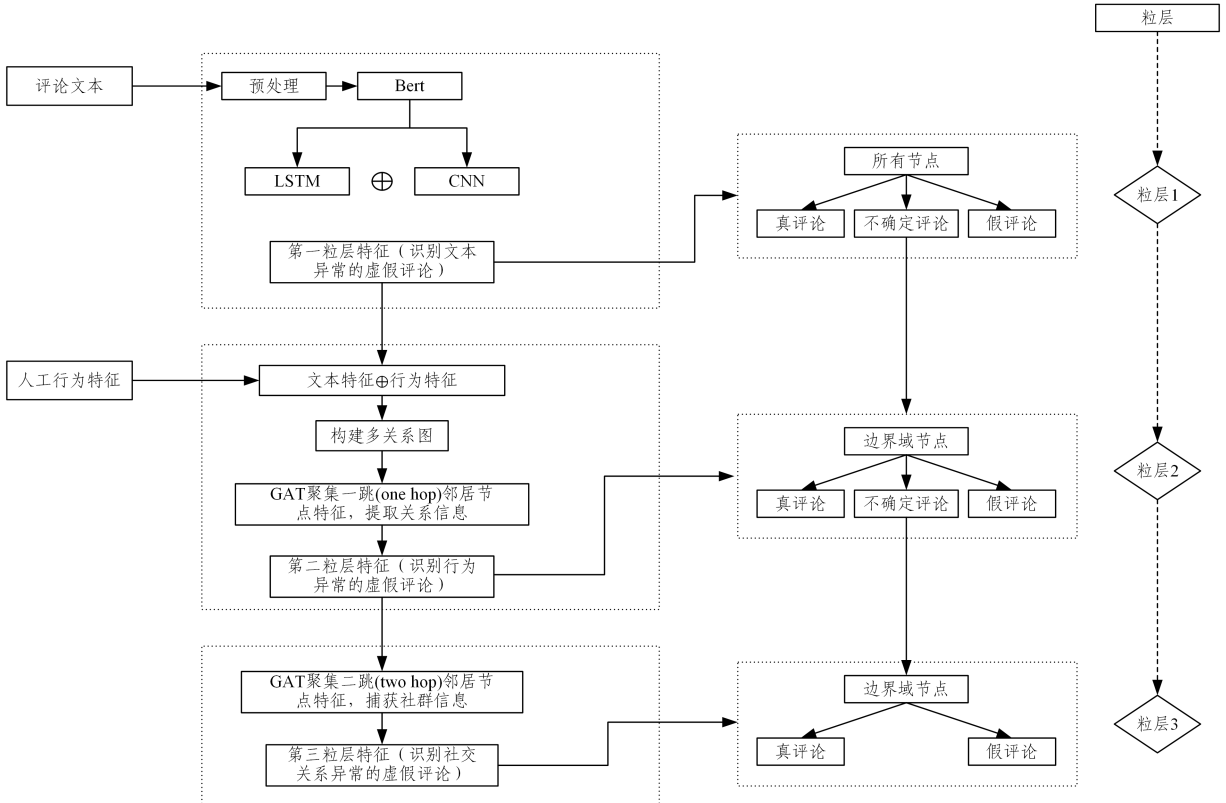 粒层
评论文本
预处理
Bert
LSTM
⊕
CNN
第一粒层特征（识别文本
异常的虚假评论）
所有节点
真评论
不确定评论
假评论
粒层1
人工行为特征
文本特征⊕行为特征
构建多关系图
GAT聚集一跳(one hop)邻居节
点特征，提取关系信息
第二粒层特征（识别行为
异常的虚假评论）
边界域节点
真评论
不确定评论
假评论
粒层2
GAT聚集二跳(two hop)邻居节
点特征，捕获社群信息
第三粒层特征（识别社交
关系异常的虚假评论）
边界域节点
真评论
假评论
粒层3